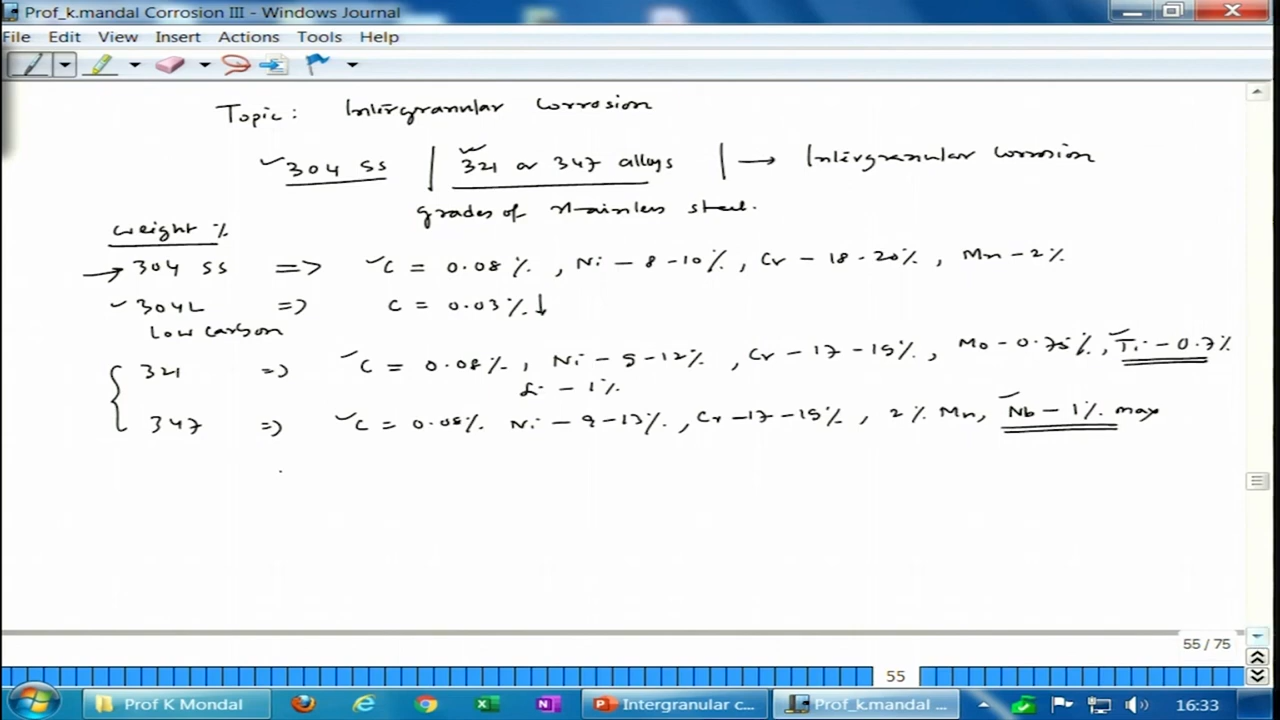 Prof_k.mandal Corrosion III - Windows Journal
File Edit View Insert Actions Tools Help
Topic: Intergranular Corrosion
304 SS | 321 or 347 alloys | → Intergranular Corrosion
grades of stainless steel.
weight %
→ 304 SS => C = 0.08%, Ni - 8-10%, Cr - 18-20%, Mn - 2%
304L => C = 0.03% ↓
Low carbon
321 => C = 0.08%, Ni - 9-12%, Cr - 17-19%, Mo - 0.75%, Ti - 0.7%
Si - 1%
347 => C = 0.08% Ni - 9-13%, Cr - 17-19%, 2% Mn, Nb - 1% max
55 / 75
55
Prof K Mondal
Intergranular c...
Prof_k.mandal ...
16:33